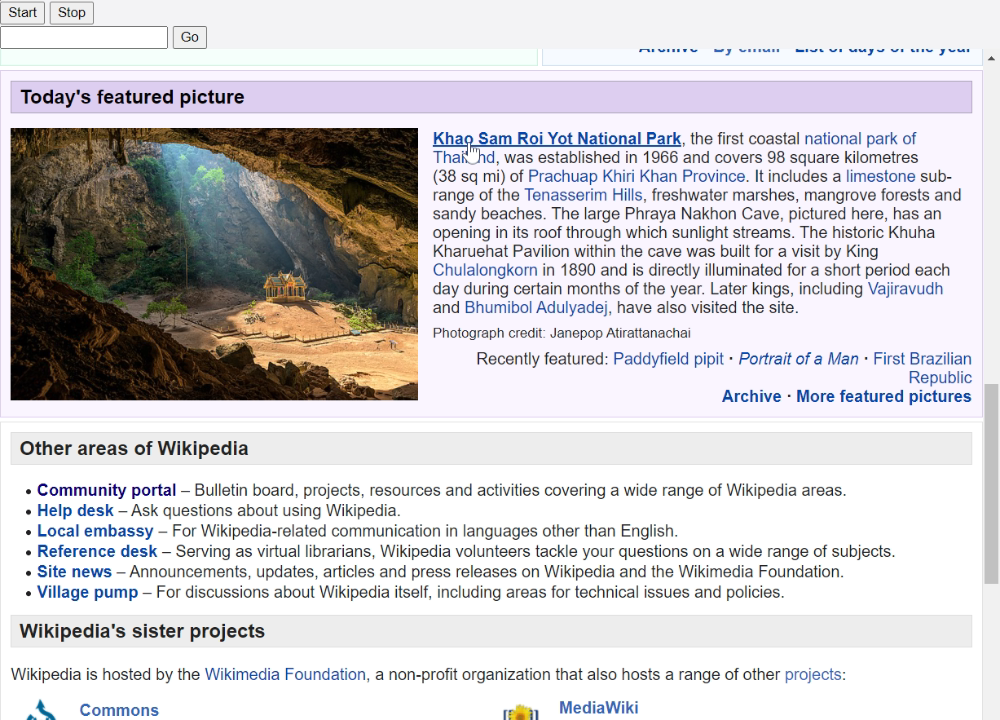 Start Stop
Go
Archive · By email · List of days of the year
Today's featured picture
Khao Sam Roi Yot National Park, the first coastal national park of
Thailand, was established in 1966 and covers 98 square kilometres
(38 sq mi) of Prachuap Khiri Khan Province. It includes a limestone sub-
range of the Tenasserim Hills, freshwater marshes, mangrove forests and
sandy beaches. The large Phraya Nakhon Cave, pictured here, has an
opening in its roof through which sunlight streams. The historic Khuha
Kharuehat Pavilion within the cave was built for a visit by King
Chulalongkorn in 1890 and is directly illuminated for a short period each
day during certain months of the year. Later kings, including Vajiravudh
and Bhumibol Adulyadej, have also visited the site.
Photograph credit: Janepop Atirattanachai
Recently featured: Paddyfield pipit · Portrait of a Man · First Brazilian
Republic
Archive · More featured pictures
Other areas of Wikipedia
• Community portal – Bulletin board, projects, resources and activities covering a wide range of Wikipedia areas.
• Help desk – Ask questions about using Wikipedia.
• Local embassy – For Wikipedia-related communication in languages other than English.
• Reference desk – Serving as virtual librarians, Wikipedia volunteers tackle your questions on a wide range of subjects.
• Site news – Announcements, updates, articles and press releases on Wikipedia and the Wikimedia Foundation.
• Village pump – For discussions about Wikipedia itself, including areas for technical issues and policies.
Wikipedia's sister projects
Wikipedia is hosted by the Wikimedia Foundation, a non-profit organization that also hosts a range of other projects:
Commons
MediaWiki